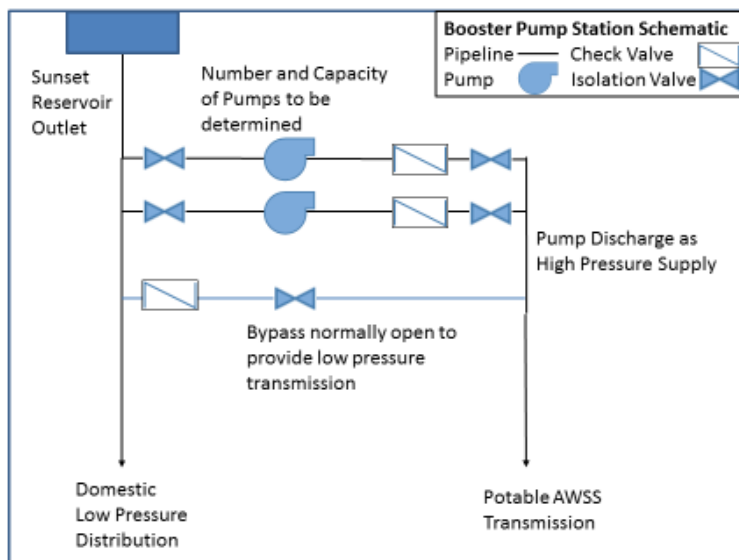 Booster Pump Station Schematic
Pipeline
Check Valve
Pump
Isolation Valve
Sunset
Reservoir
Outlet
Number and Capacity
of Pumps to be
determined
Pump Discharge as
High Pressure Supply
Bypass normally open to
provide low pressure
transmission
Domestic
Low Pressure
Distribution
Potable AWSS
Transmission